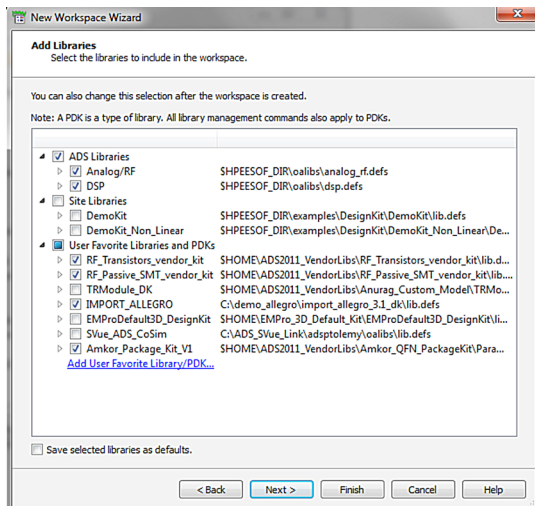 New Workspace Wizard
Add Libraries
Select the libraries to include in the workspace.
You can also change this selection after the workspace is created.
Note: A PDK is a type of library. All library management commands also apply to PDKs.
ADS Libraries
Analog/RF $HPEESOF_DIR\oalibs\analog_rf.defs
DSP $HPEESOF_DIR\oalibs\dsp.defs
Site Libraries
DemoKit $HPEESOF_DIR\examples\DesignKit\DemoKit\lib.defs
DemoKit_Non_Linear $HPEESOF_DIR\examples\DesignKit\DemoKit_Non_Linear\De...
User Favorite Libraries and PDKs
RF_Transistors_vendor_kit $HOME\ADS2011_VendorLibs\RF_Transistors_vendor_kit\lib.d...
RF_Passive_SMT_vendor_kit $HOME\ADS2011_VendorLibs\RF_Passive_SMT_vendor_kit\lib....
TRModule_DK $HOME\ADS2011_VendorLibs\Anurag_Custom_Model\TRMo...
IMPORT_ALLEGRO C:\demo_allegro\import_allegro_3.1_dk\lib.defs
EMProDefault3D_DesignKit $HOME\EMPro_3D_Default_Kit\EMProDefault3D_DesignKit\li...
SVue_ADS_CoSim C:\ADS_SVue_Link\adsptolemy\oalibs\lib.defs
Amkor_Package_Kit_V1 $HOME\ADS2011_VendorLibs\Amkor_QFN_PackageKit\Para...
Add User Favorite Library/PDK...
Save selected libraries as defaults.
< Back Next > Finish Cancel Help